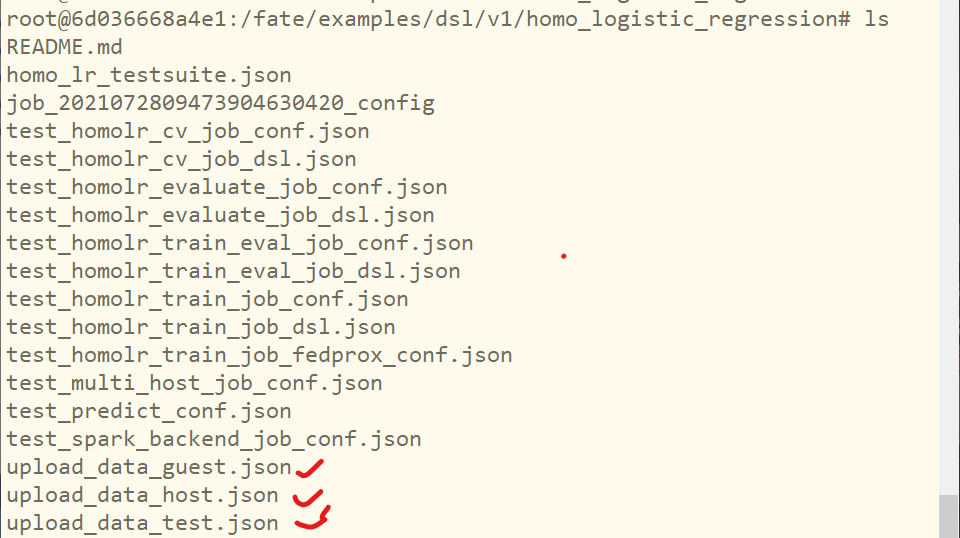 root@6d036668a4e1:/fate/examples/dsl/v1/homo_logistic_regression# ls
README.md
homo_lr_testsuite.json
job_2021072809473904630420_config
test_homolr_cv_job_conf.json
test_homolr_cv_job_dsl.json
test_homolr_evaluate_job_conf.json
test_homolr_evaluate_job_dsl.json
test_homolr_train_eval_job_conf.json
test_homolr_train_eval_job_dsl.json
test_homolr_train_job_conf.json
test_homolr_train_job_dsl.json
test_homolr_train_job_fedprox_conf.json
test_multi_host_job_conf.json
test_predict_conf.json
test_spark_backend_job_conf.json
upload_data_guest.json
upload_data_host.json
upload_data_test.json